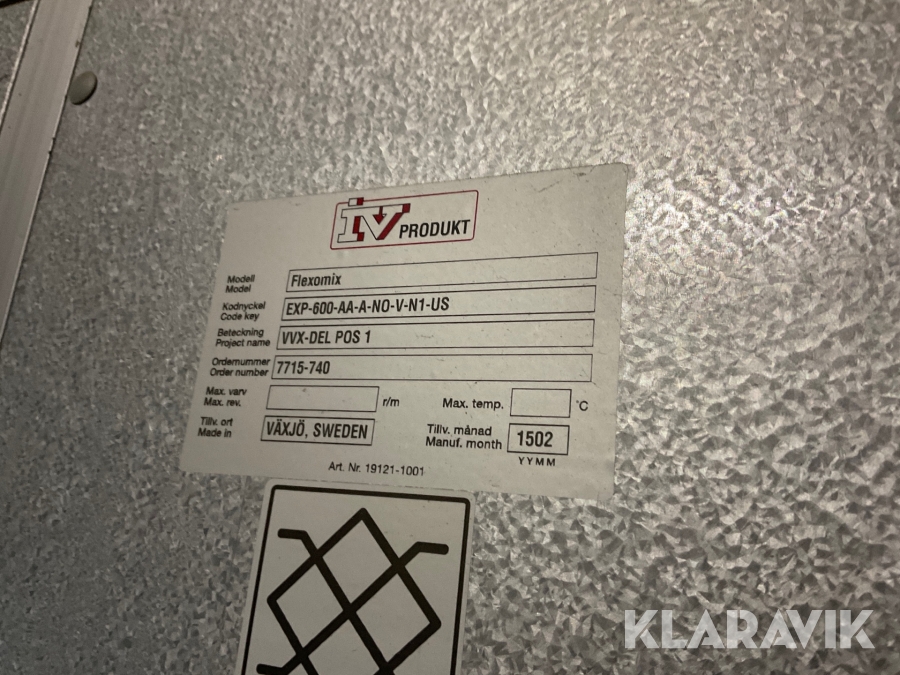 iv PRODUKT
Modell
Model
Flexomix
Kodnyckel
Code key
EXP-600-AA-A-NO-V-N1-US
Beteckning
Project name
VVX-DEL POS 1
Ordernummer
Order number
7715-740
Max. varv
Max. rev.
r/m
Max. temp.
°C
Tillv. ort
Made in
VÄXJÖ, SWEDEN
Tillv. månad
Manuf. month
1502
YYMM
Art. Nr. 19121-1001
KLARAVIK